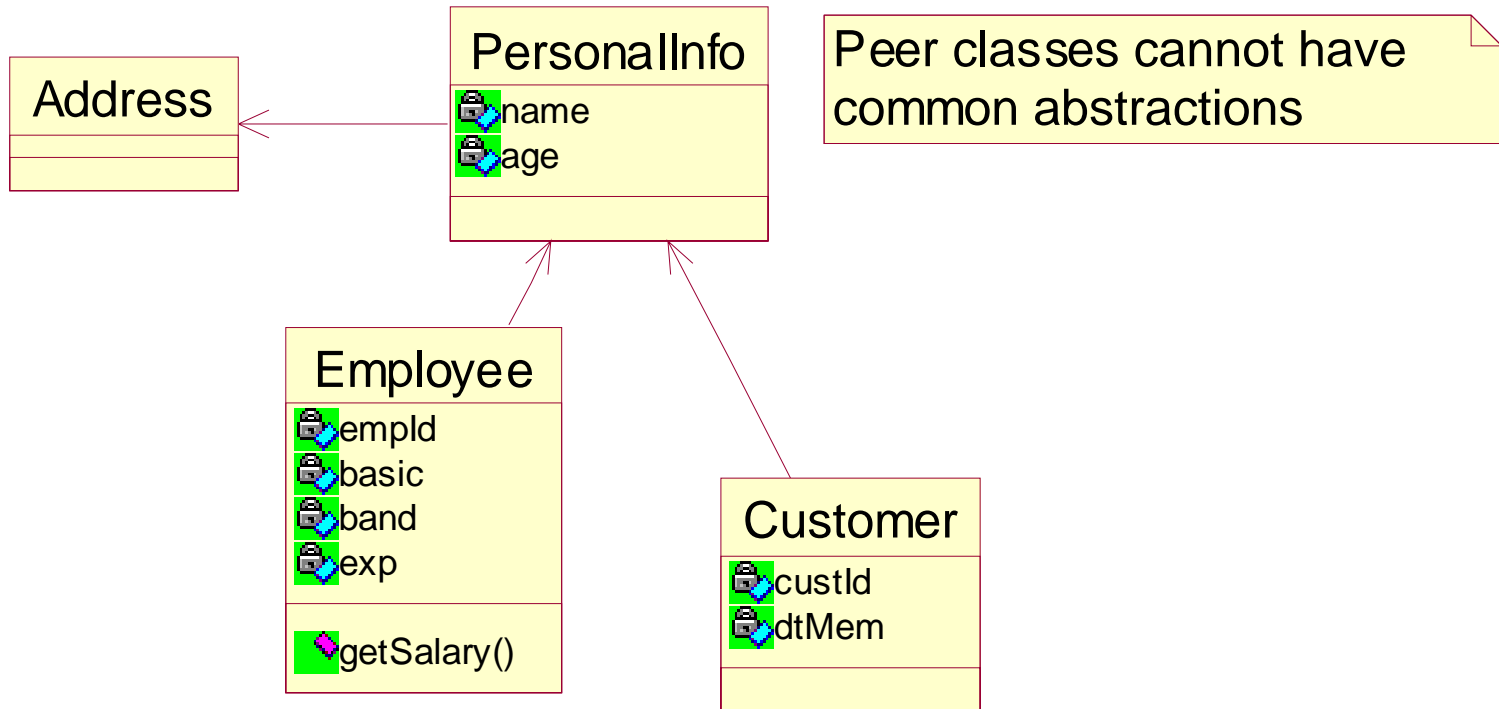 Address
PersonalInfo
name
age
Peer classes cannot have
common abstractions
Employee
empId
basic
band
exp
getSalary()
Customer
custId
dtMem